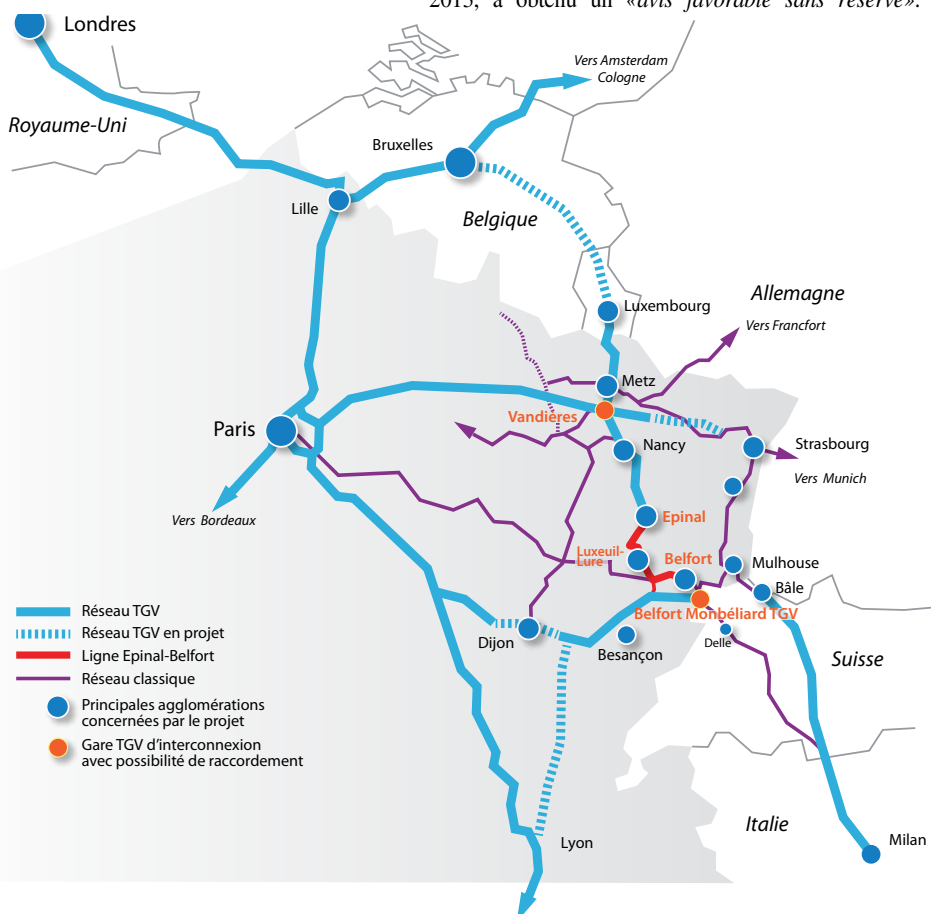 2015, a obtenu un «avis favorable sans réserve».
Londres
Vers Amsterdam
Cologne
Royaume-Uni
Bruxelles
Lille
Belgique
Luxembourg
Allemagne
Vers Francfort
Metz
Vandières
Paris
Nancy
Strasbourg
Vers Munich
Vers Bordeaux
Epinal
Luxeuil-
Lure
Belfort
Mulhouse
Bâle
Belfort Monbéliard TGV
Réseau TGV
Réseau TGV en projet
Ligne Epinal-Belfort
Réseau classique
Principales agglomérations
concernées par le projet
Gare TGV d'interconnexion
avec possibilité de raccordement
Dijon
Besançon
Delle
Suisse
Italie
Lyon
Milan